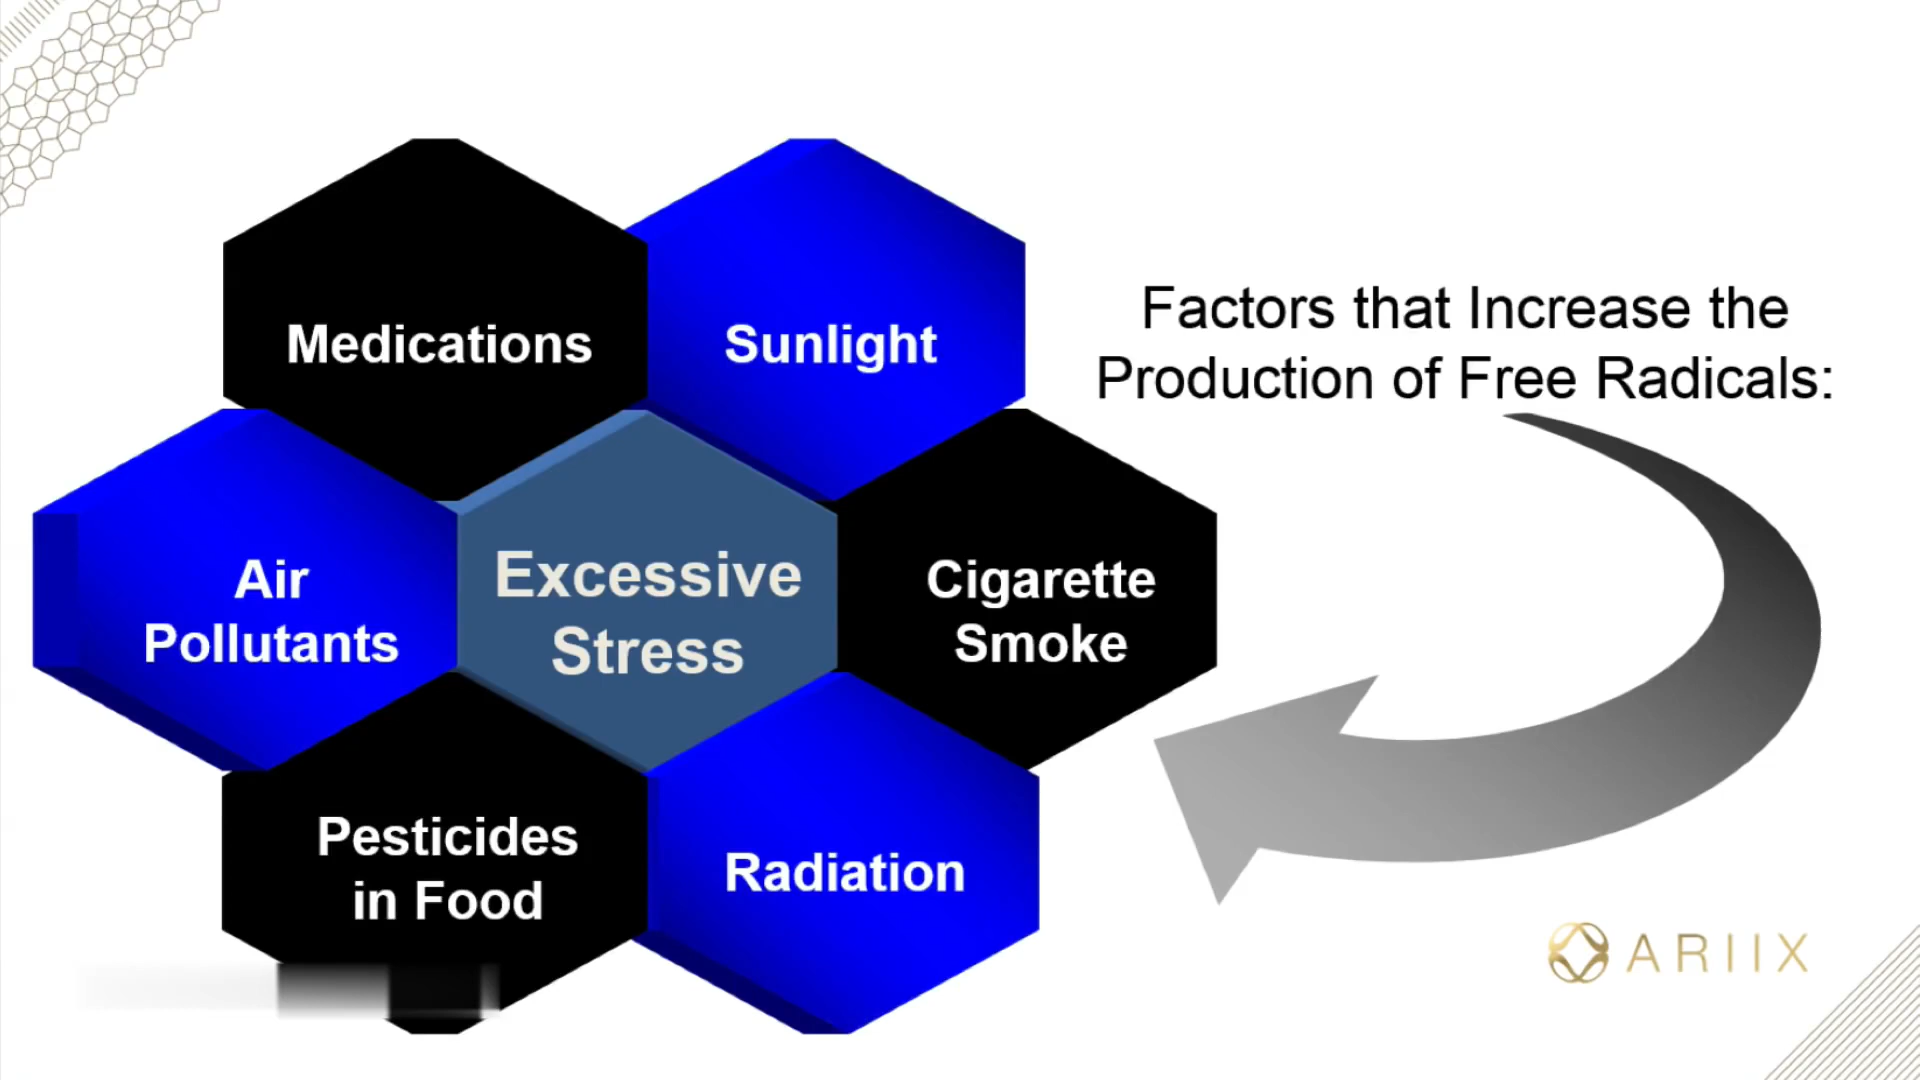 Factors that Increase the
Production of Free Radicals:
Medications
Sunlight
Air
Pollutants
Excessive
Stress
Cigarette
Smoke
Pesticides
in Food
Radiation
ARIIX